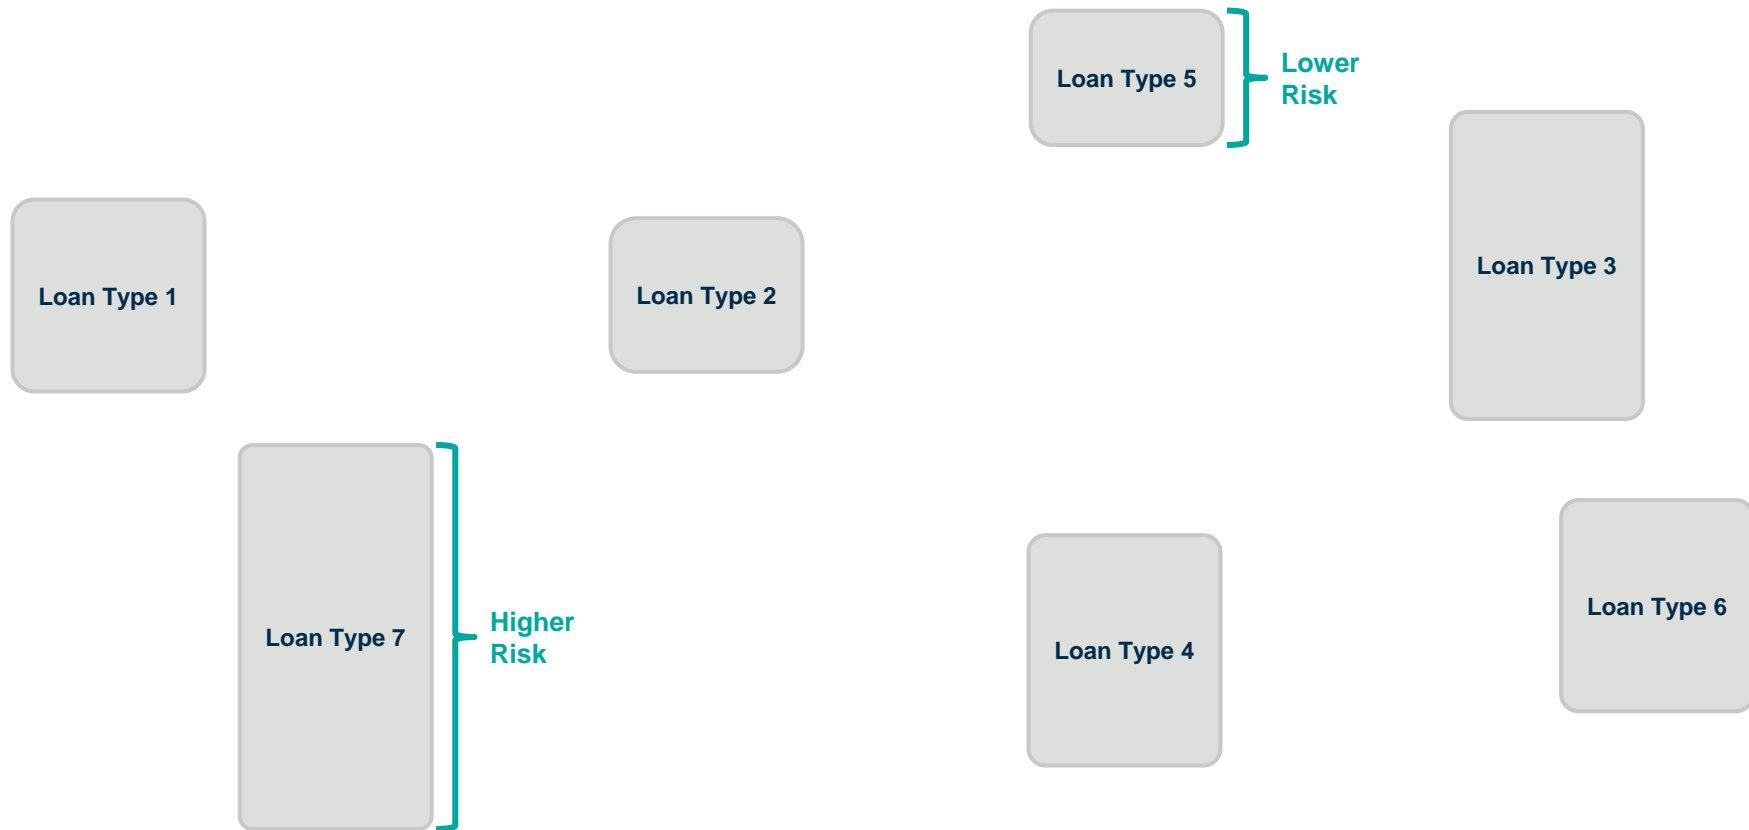 Loan Type 5
Lower
Risk
Loan Type 3
Loan Type 1
Loan Type 2
Loan Type 7
Higher
Risk
Loan Type 4
Loan Type 6